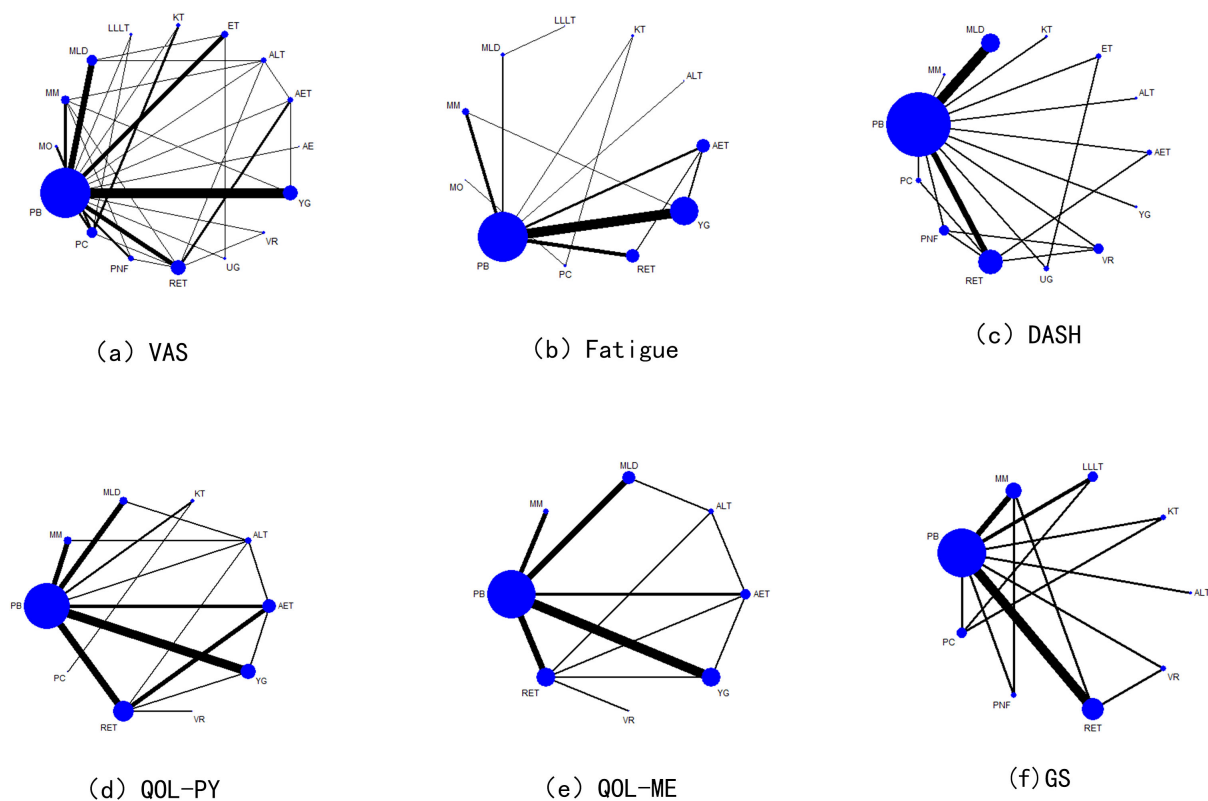 KT
LLLT
ET
MLD
ALT
MM
AET
MO
AE
PB
YG
PC
VR
PNF
UG
RET
(a) VAS
LLLT
KT
MLD
ALT
MM
AET
MO
YG
PB
RET
PC
(b) Fatigue
MLD
KT
ET
MM
ALT
PB
AET
PC
YG
PNF
VR
RET
UG
(c) DASH
MLD
KT
MM
ALT
PB
AET
PC
YG
RET
VR
(d) QOL-PY
MLD
MM
ALT
PB
AET
RET
YG
VR
(e) QOL-ME
LLLT
MM
KT
PB
ALT
PC
VR
PNF
RET
(f)GS